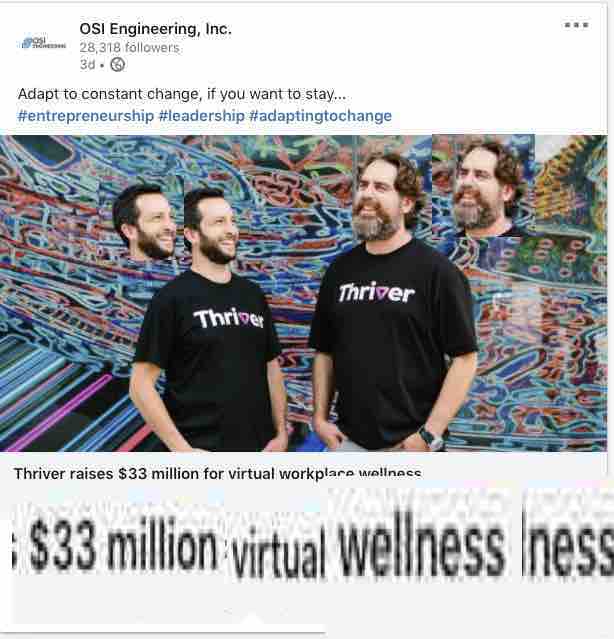 OSI
ENGINEERING
OSI Engineering, Inc.
28,318 followers
3d •
Adapt to constant change, if you want to stay...
#entrepreneurship #leadership #adaptingtochange
Thriver
Thriver
Thriver raises $33 million for virtual workplace wellness
$33 million virtual wellness ness